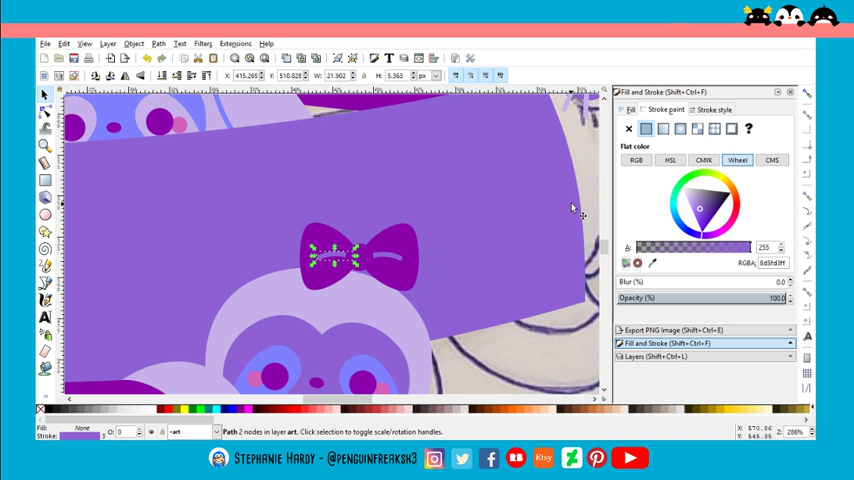 File Edit View Layer Object Path Text Filters Extensions Help
X: 415.269 Y: 510.828 W: 21.902 H: 5.363 px
Fill and Stroke (Shift+Ctrl+F)
Fill Stroke paint Stroke style
?
Flat color
RGB HSL CMYK Wheel CMS
A: 255
RGBA: 8d5fd3ff
Blur (%) 0.0
Opacity (%) 100.0
Export PNG Image (Shift+Ctrl+E)
Fill and Stroke (Shift+Ctrl+F)
Layers (Shift+Ctrl+L)
Fill: None
Stroke: 3 O: 0 -art Path 2 nodes in layer art. Click selection to toggle scale/rotation handles. X: 570.06 Z: 286%
Y: 545.35
Stephanie Hardy - @penguinfreaksh3 Etsy